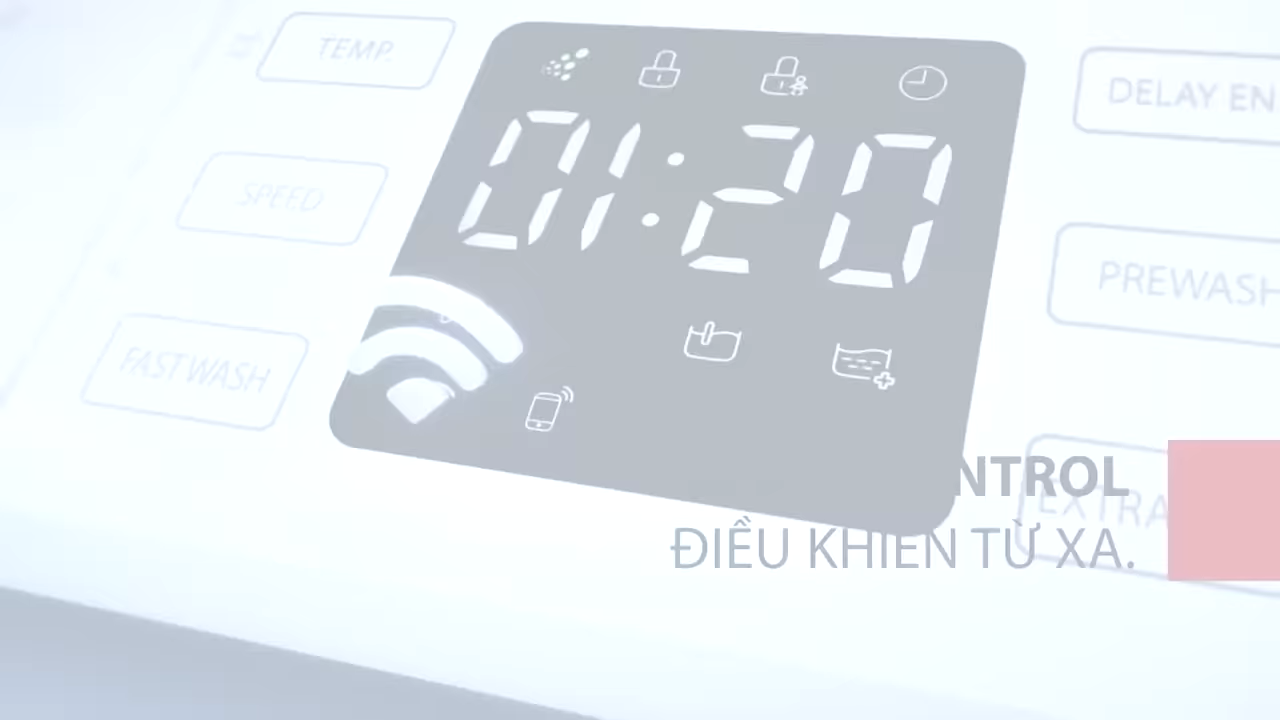 TEMP.
DELAY EN
01:20
SPEED
PREWASH
FAST WASH
NTROL
EXTRA
ĐIỀU KHIỂN TỪ XA.